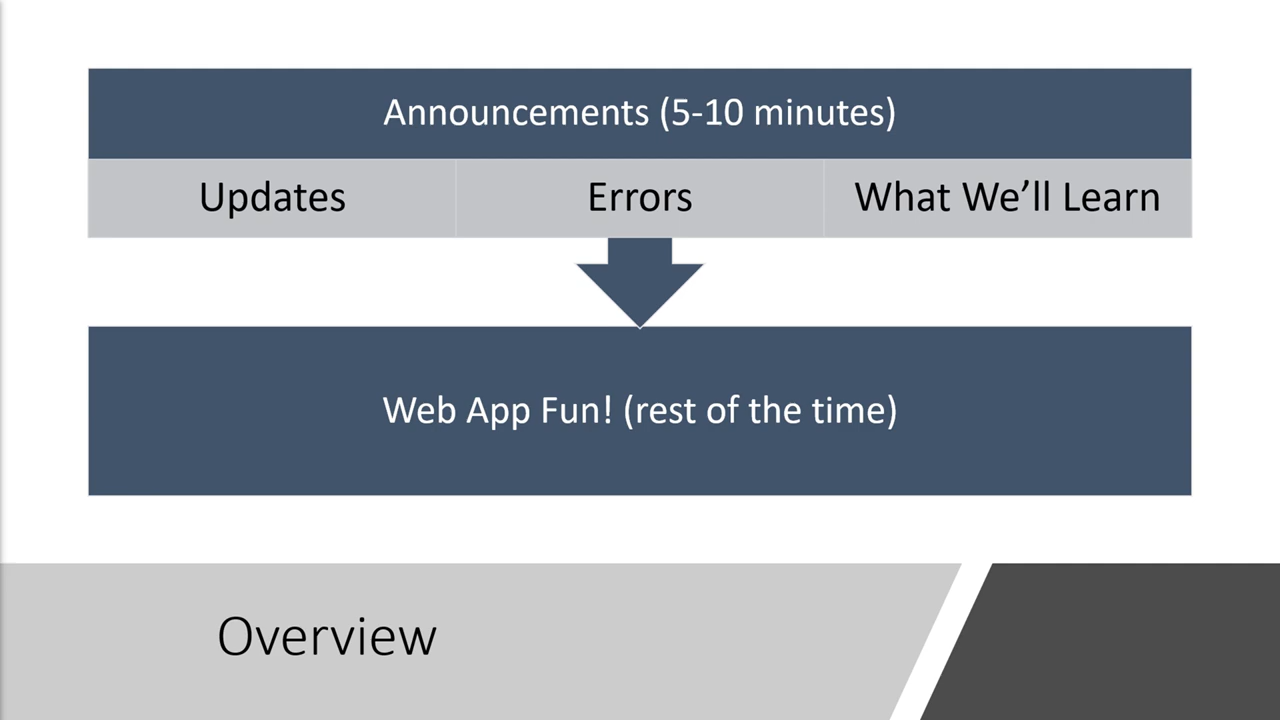 Announcements (5-10 minutes)
Updates
Errors
What We’ll Learn
Web App Fun! (rest of the time)
Overview